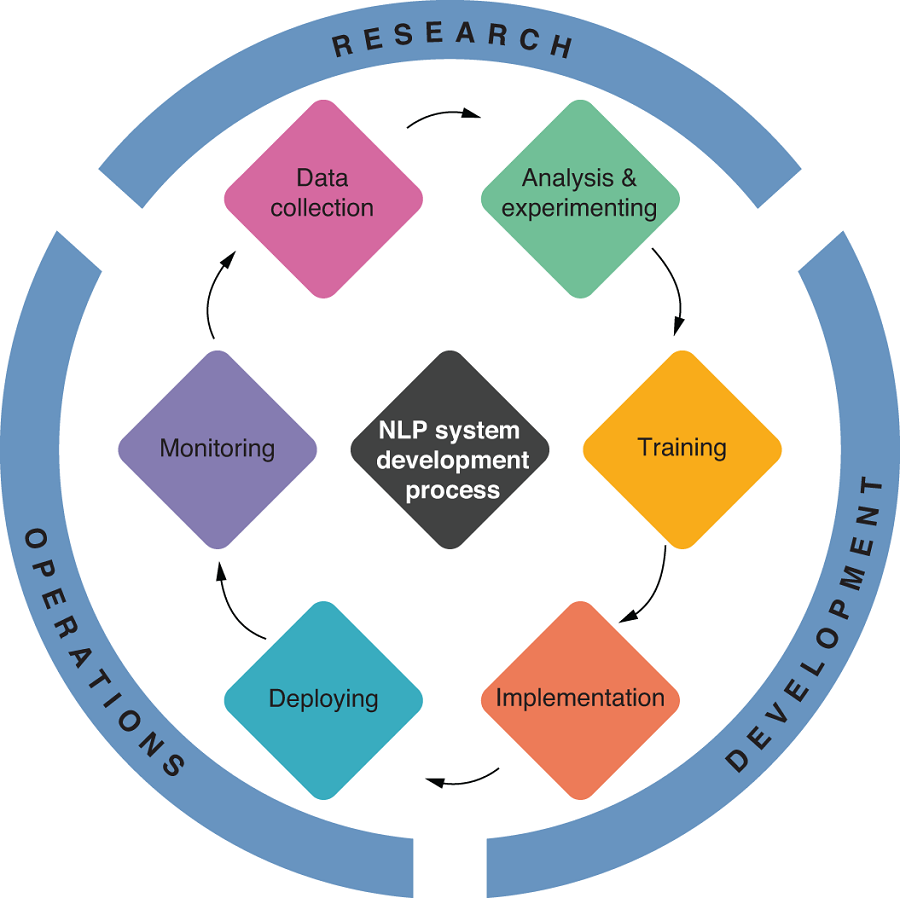 RESEARCH
Data
collection
Analysis &
experimenting
Monitoring
NLP system
development
process
Training
Deploying
Implementation
OPERATIONS
DEVELOPMENT